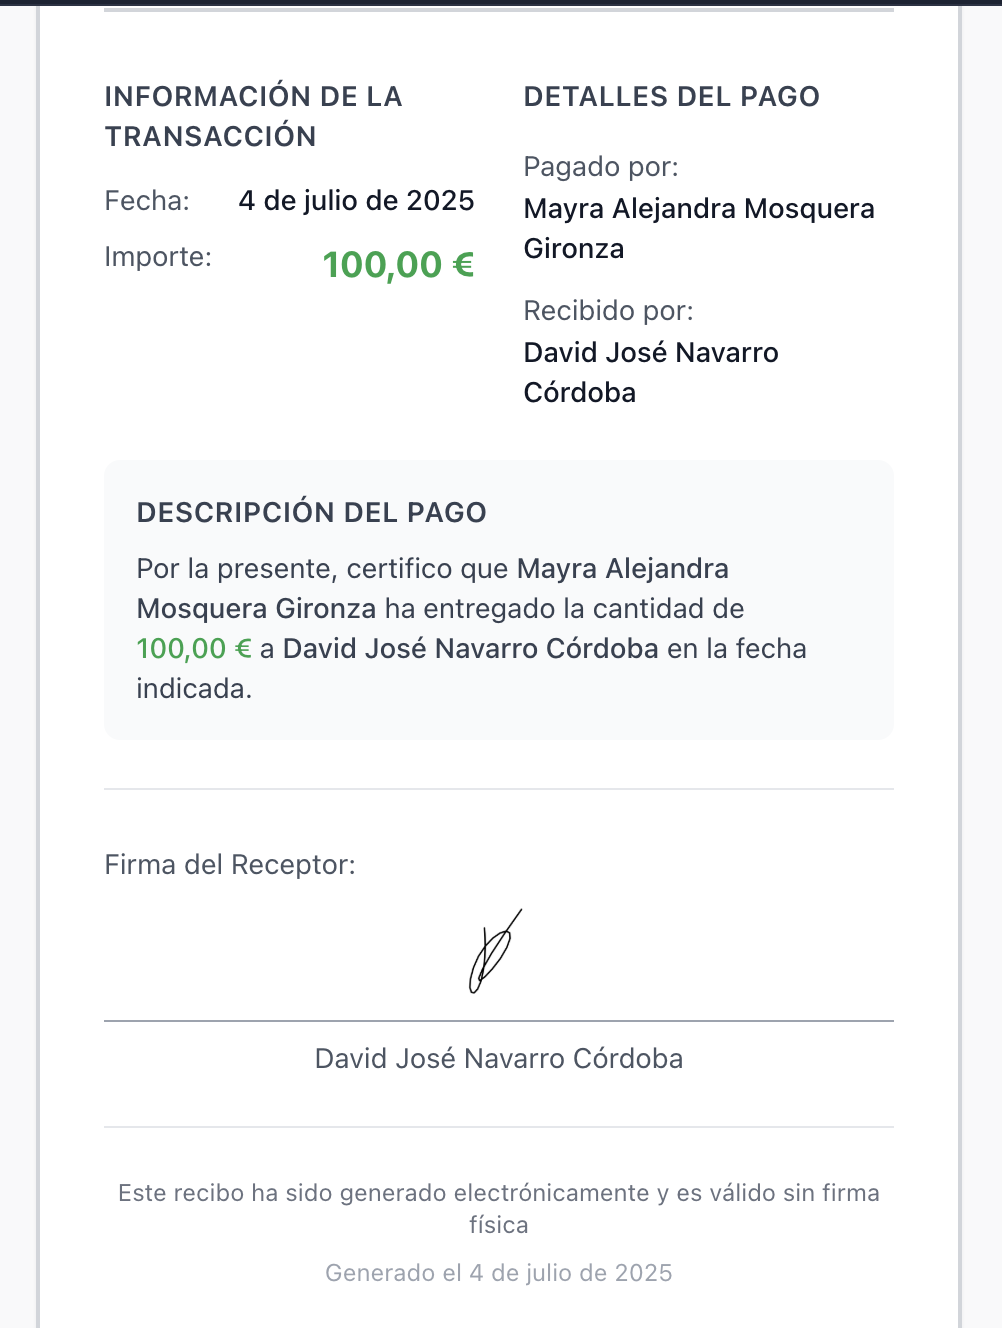 INFORMACIÓN DE LA
TRANSACCIÓN
Fecha: 4 de julio de 2025
Importe: 100,00 €
DETALLES DEL PAGO
Pagado por:
Mayra Alejandra Mosquera
Gironza
Recibido por:
David José Navarro
Córdoba
DESCRIPCIÓN DEL PAGO
Por la presente, certifico que Mayra Alejandra
Mosquera Gironza ha entregado la cantidad de
100,00 € a David José Navarro Córdoba en la fecha
indicada.
Firma del Receptor:
David José Navarro Córdoba
Este recibo ha sido generado electrónicamente y es válido sin firma
física
Generado el 4 de julio de 2025